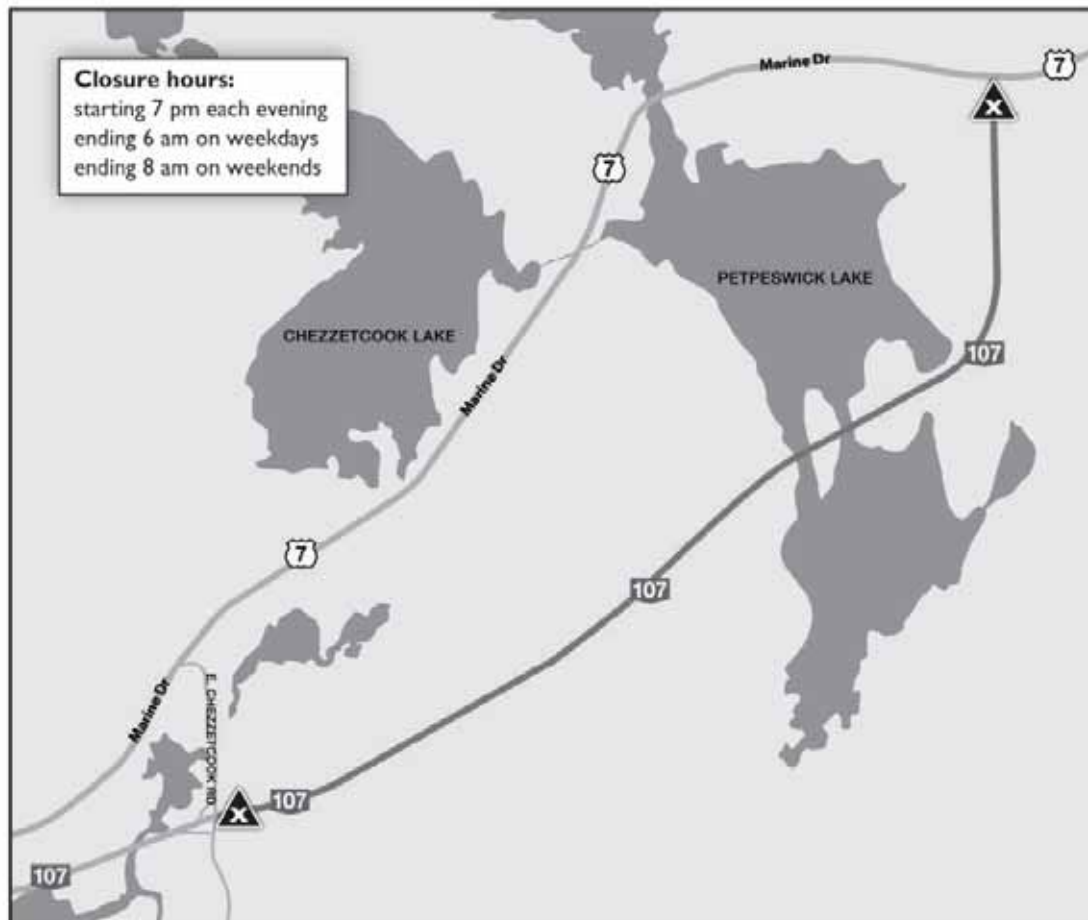 Closure hours:
starting 7 pm each evening
ending 6 am on weekdays
ending 8 am on weekends
Marine Dr
7
X
7
PETPESWICK LAKE
CHEZZETCOOK LAKE
107
Marine Dr
7
107
E. CHEZZETCOOK RD
Marine Dr
107
X
107